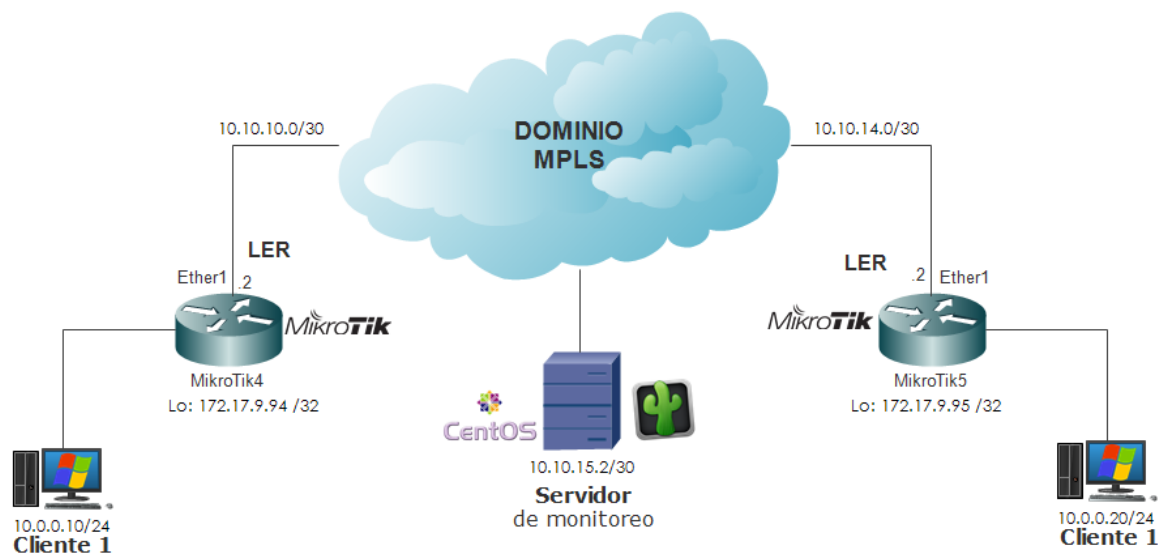 DOMINIO
MPLS
10.10.10.0/30
10.10.14.0/30
LER
Ether1
.2
MikroTik
MikroTik4
Lo: 172.17.9.94 /32
LER
.2
Ether1
MikroTik
MikroTik5
Lo: 172.17.9.95 /32
CentOS
10.10.15.2/30
Servidor
de monitoreo
10.0.0.10/24
Cliente 1
10.0.0.20/24
Cliente 1